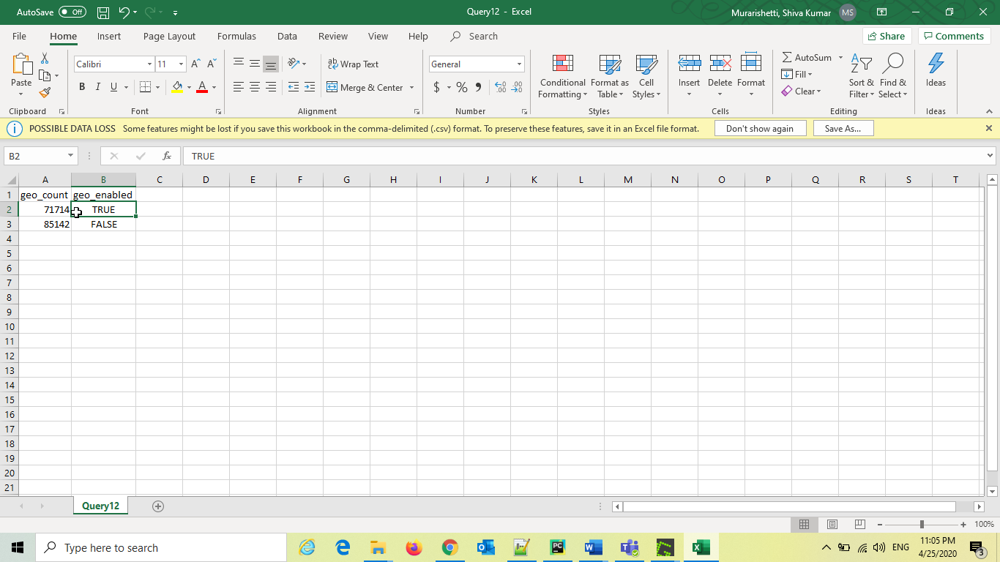 AutoSave Off Query12 - Excel Murarishetti, Shiva Kumar MS
File Home Insert Page Layout Formulas Data Review View Help Search Share Comments
Paste
Clipboard
Calibri 11
B I U
Font
ab Wrap Text
Merge & Center
Alignment
General
$ % ,
Number
Conditional Formatting
Format as Table
Cell Styles
Styles
Insert Delete Format
Cells
AutoSum
Fill
Clear
Sort & Filter
Find & Select
Editing
Ideas
Ideas
POSSIBLE DATA LOSS Some features might be lost if you save this workbook in the comma-delimited (.csv) format. To preserve these features, save it in an Excel file format. Don't show again Save As...
B2 fx TRUE
A B C D E F G H I J K L M N O P Q R S T
1 geo_count geo_enabled
2 71714 TRUE
3 85142 FALSE
4
5
6
7
8
9
10
11
12
13
14
15
16
17
18
19
20
21
Query12
100%
Type here to search
ENG
11:05 PM
4/25/2020
3